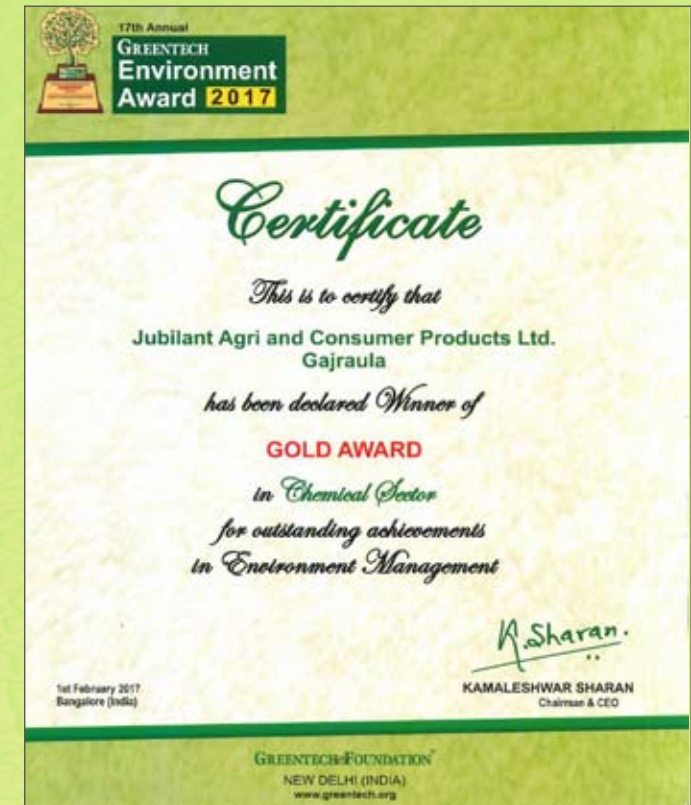 17th Annual
GREENTECH
Environment
Award 2017
Certificate
This is to certify that
Jubilant Agri and Consumer Products Ltd.
Gajraula
has been declared Winner of
GOLD AWARD
in Chemical Sector
for outstanding achievements
in Environment Management
K.Sharan.
1st February 2017
Bangalore (India)
KAMALESHWAR SHARAN
Chairman & CEO
GREENTECH FOUNDATION
NEW DELHI (INDIA)
www.greentech.org